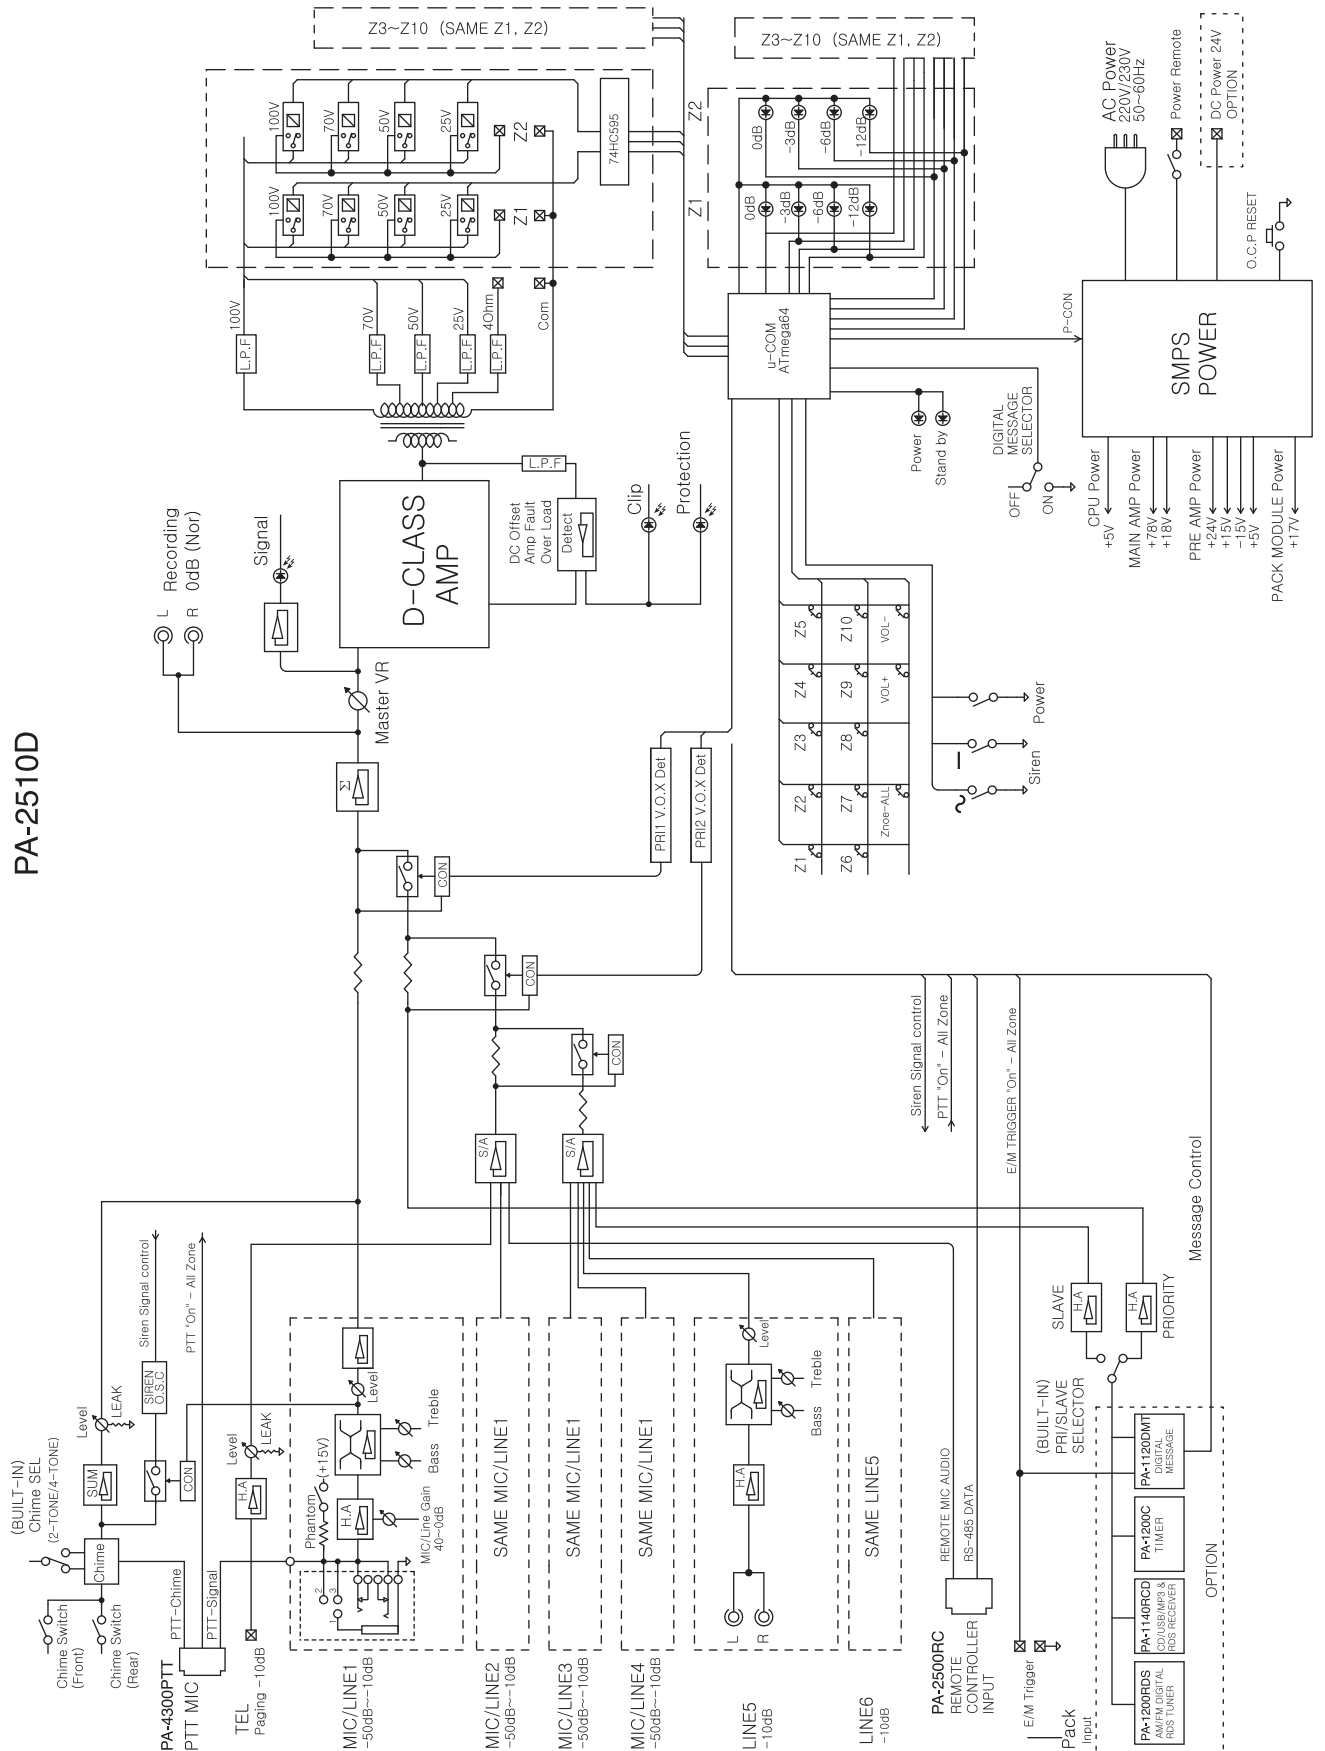 PA-2510D
(BUILT-IN)
Chime SEL
(2-TONE/4-TONE)
Chime Switch
(Front)
Chime Switch
(Rear)
Chime
SUM
Level
LEAK
SIREN
O.S.C
Siren Signal control
CON
PTT "On" - All Zone
PTT-Chime
PTT-Signal
PA-4300PTT
PTT MIC
TEL
Paging -10dB
H.A
Level
LEAK
MIC/LINE1
-50dB~-10dB
1
2
3
Phantom
(+15V)
H.A
MIC/Line Gain
40~0dB
Bass
Treble
Level
MIC/LINE2
-50dB~-10dB
SAME MIC/LINE1
MIC/LINE3
-50dB~-10dB
SAME MIC/LINE1
MIC/LINE4
-50dB~-10dB
SAME MIC/LINE1
LINE5
-10dB
L
R
H.A
Bass
Treble
Level
LINE6
-10dB
SAME LINE5
PA-2500RC
REMOTE
CONTROLLER
INPUT
REMOTE MIC AUDIO
RS-485 DATA
E/M Trigger
Pack
Input
PA-1200RDS
AM/FM DIGITAL
RDS TUNER
PA-1140RCD
CD/USB/MP3 &
RDS RECEIVER
PA-1200C
TIMER
PA-1120DMT
DIGITAL
MESSAGE
OPTION
(BUILT-IN)
PRI/SLAVE
SELECTOR
SLAVE
H.A
H.A
PRIORITY
Message Control
Siren Signal control
PTT "On" - All Zone
E/M TRIGGER "On" - All Zone
S/A
S/A
CON
CON
CON
PRI1 V.O.X Det
PRI2 V.O.X Det
Σ
Master VR
Recording
0dB (Nor)
L
R
Signal
D-CLASS
AMP
DC Offset
Amp Fault
Over Load
Detect
L.P.F
Clip
Protection
L.P.F
L.P.F
L.P.F
L.P.F
L.P.F
100V
70V
50V
25V
4Ohm
Com
100V
70V
50V
25V
Z1
100V
70V
50V
25V
Z2
74HC595
Z3~Z10 (SAME Z1, Z2)
Z3~Z10 (SAME Z1, Z2)
Z1
0dB
-3dB
-6dB
-12dB
Z2
0dB
-3dB
-6dB
-12dB
u-COM
ATmega64
Z1
Z2
Z3
Z4
Z5
Z6
Z7
Z8
Z9
Z10
Znoe-ALL
VOL+
VOL-
Siren
Power
Power
Stand by
DIGITAL
MESSAGE
SELECTOR
OFF
ON
P-CON
SMPS
POWER
AC Power
220V/230V
50~60Hz
Power Remote
DC Power 24V
OPTION
O.C.P RESET
CPU Power
+5V
MAIN AMP Power
+78V
+18V
PRE AMP Power
+24V
+15V
-15V
+5V
PACK MODULE Power
+17V